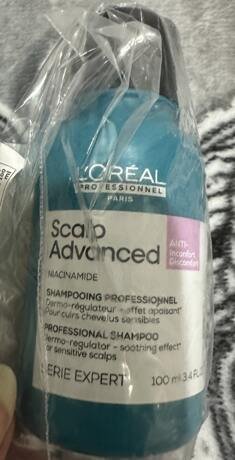 L'ORÉAL
PROFESSIONNEL
PARIS
Scalp
Advanced
ANTI-
Inconfort
Discomfort
NIACINAMIDE
SHAMPOOING PROFESSIONNEL
Dermo-régulateur - effet apaisant*
Pour cuirs chevelus sensibles
PROFESSIONAL SHAMPOO
Dermo-regulator - soothing effect*
for sensitive scalps
SERIE EXPERT
100 ml 3.4 FL.